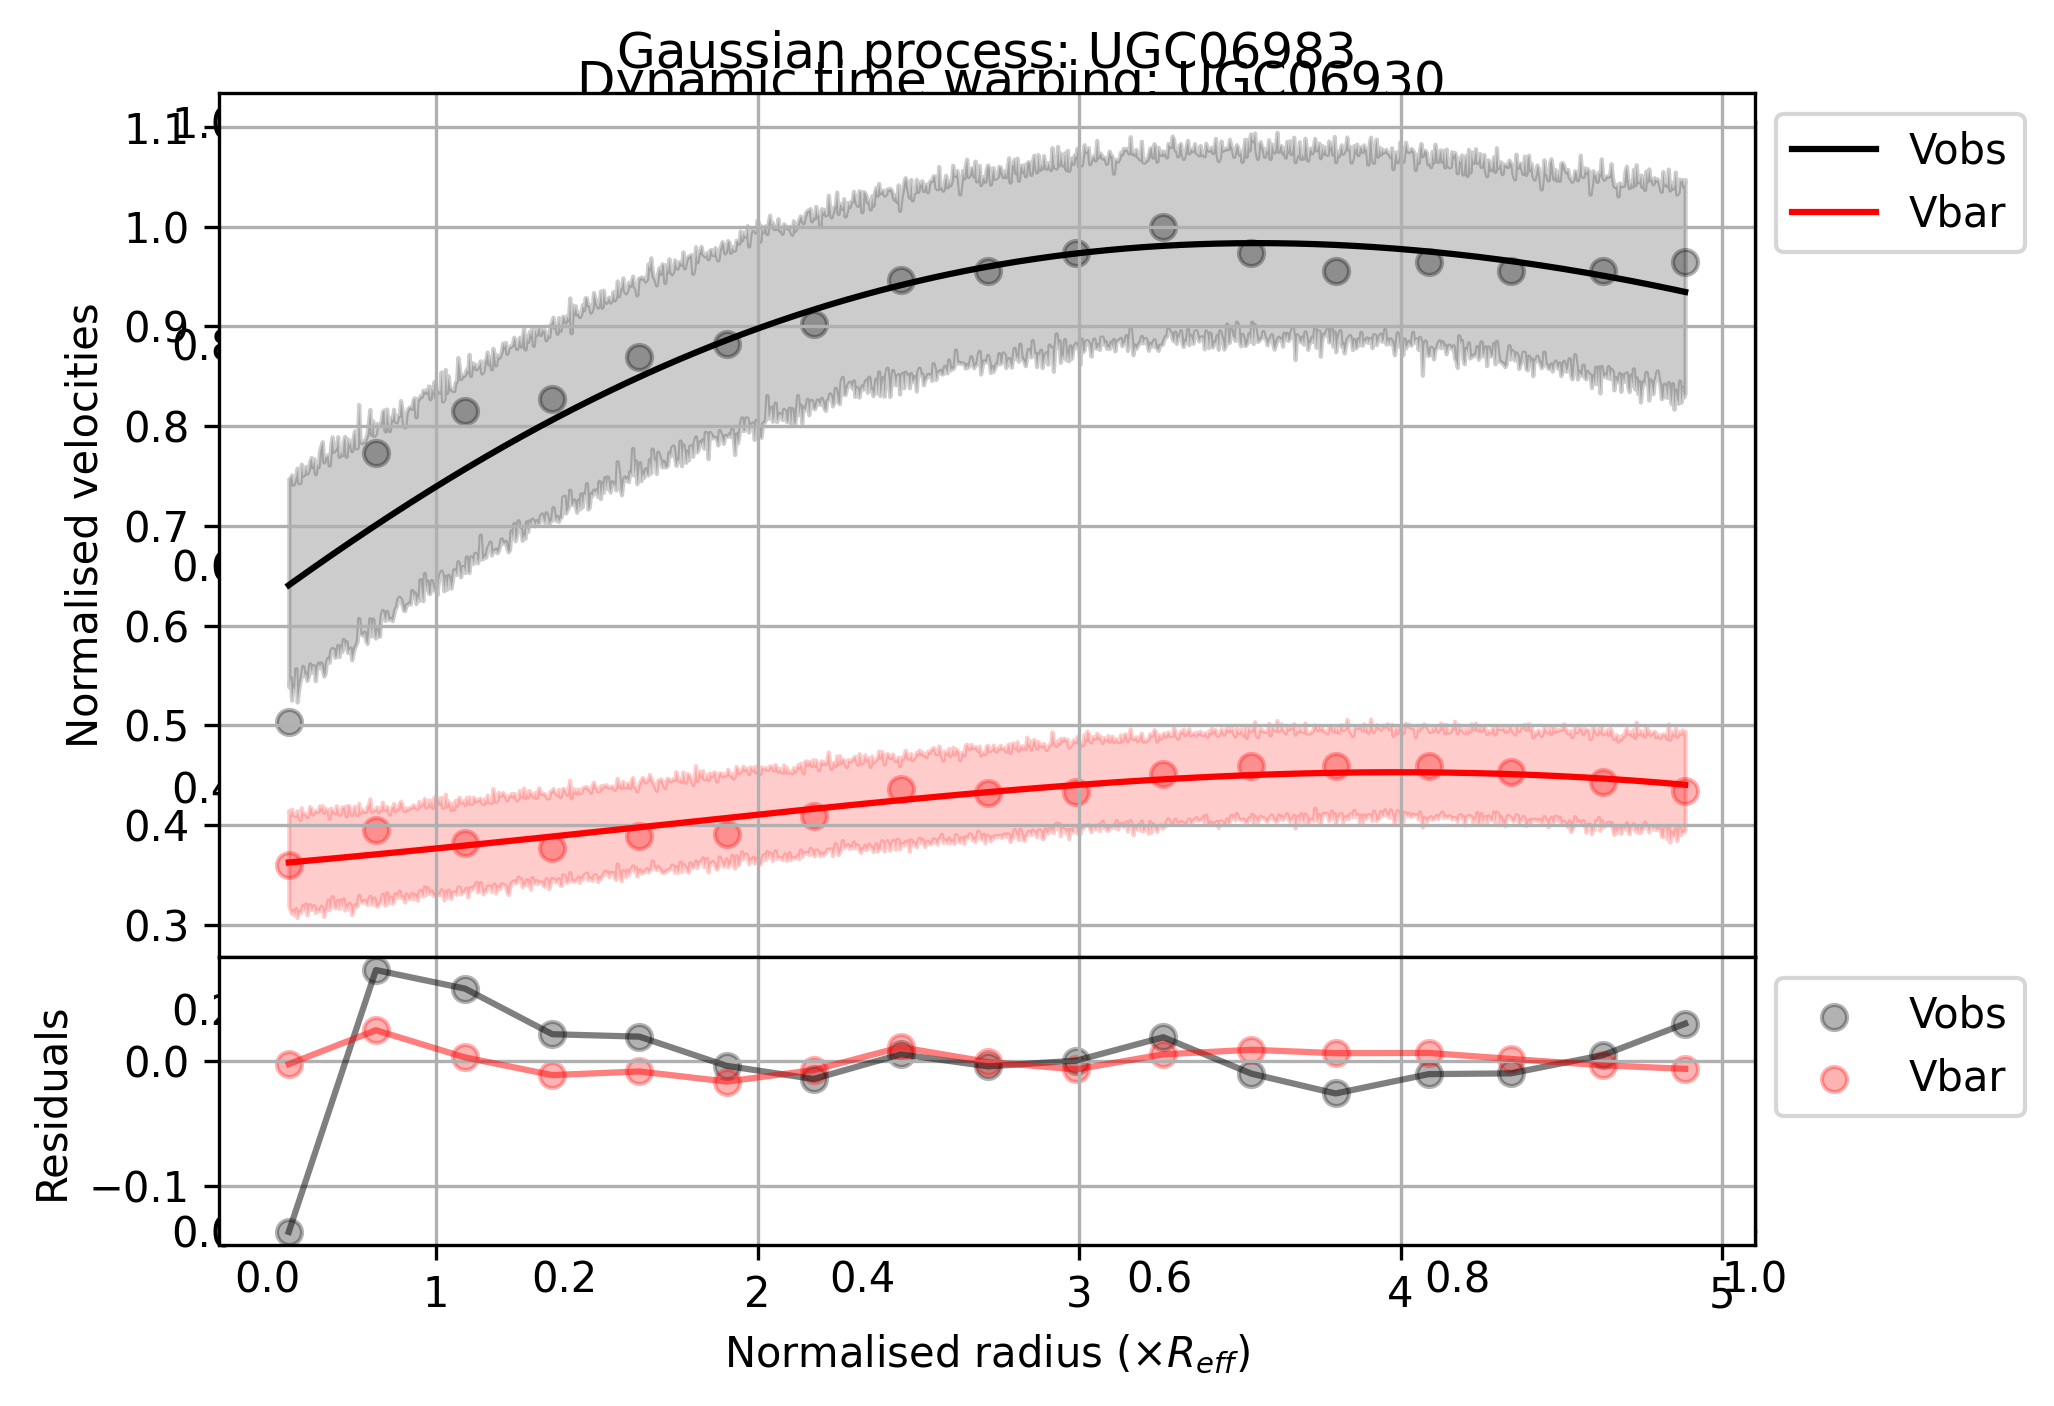 Gaussian process: UGC06983
Dynamic time warping: UGC06930
1.1
1.0
0.9
0.8
0.7
0.6
0.5
0.4
0.3
Normalised velocities
Vobs
Vbar
0.0
−0.1
Residuals
Vobs
Vbar
0.0 0.2 0.4 0.6 0.8 1.0
1 2 3 4 5
Normalised radius (×R_eff)